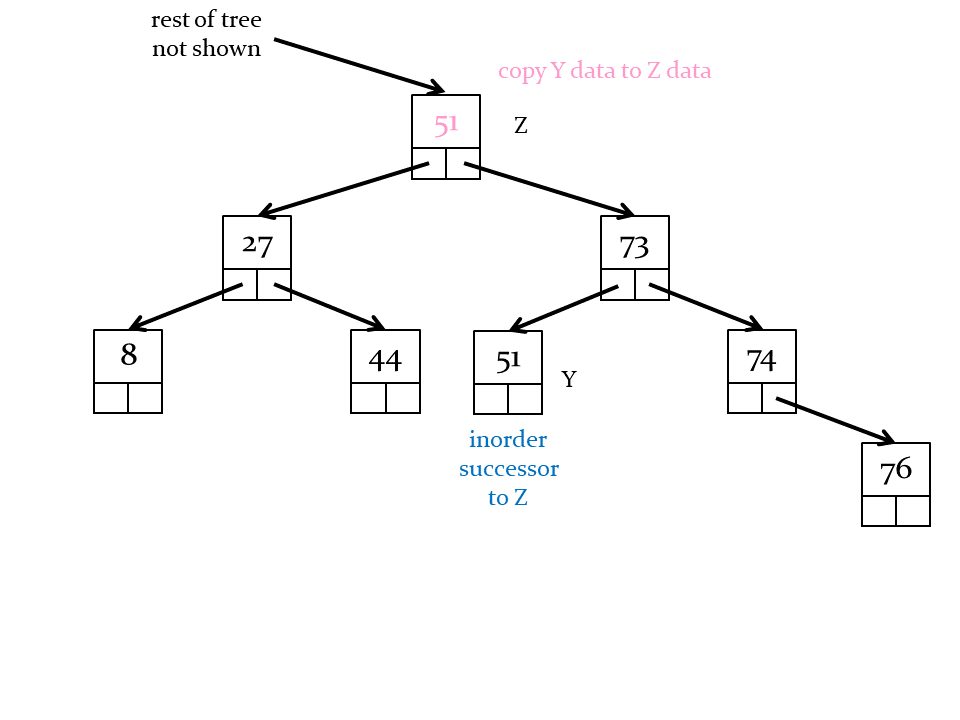 rest of tree
not shown
copy Y data to Z data
51
Z
27
73
8
44
51
Y
74
inorder
successor
to Z
76